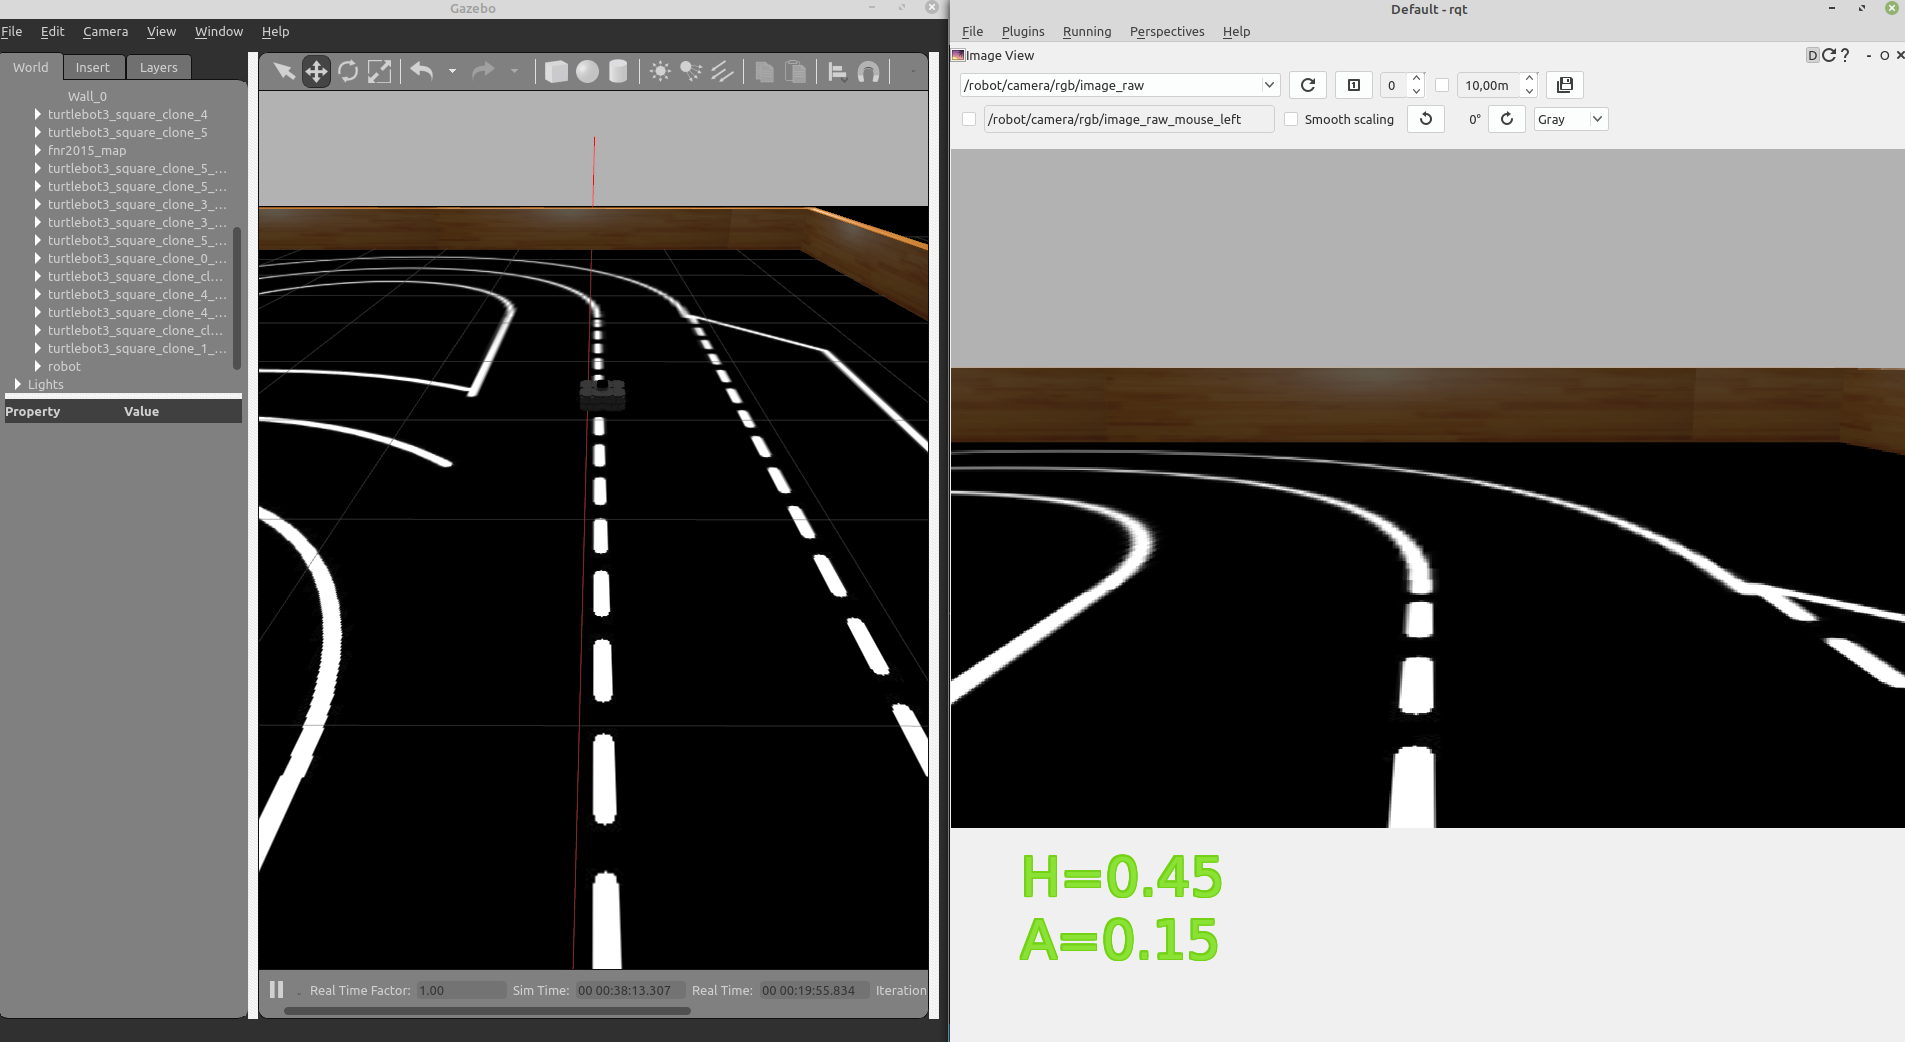 Gazebo
File Edit Camera View Window Help
World Insert Layers
Wall_0
turtlebot3_square_clone_4
turtlebot3_square_clone_5
fnr2015_map
turtlebot3_square_clone_5_...
turtlebot3_square_clone_5_...
turtlebot3_square_clone_3_...
turtlebot3_square_clone_3_...
turtlebot3_square_clone_5_...
turtlebot3_square_clone_0_...
turtlebot3_square_clone_cl...
turtlebot3_square_clone_4_...
turtlebot3_square_clone_4_...
turtlebot3_square_clone_cl...
turtlebot3_square_clone_1_...
robot
Lights
Property Value
Real Time Factor: 1.00 Sim Time: 00 00:38:13.307 Real Time: 00 00:19:55.834 Iteration
Default - rqt
File Plugins Running Perspectives Help
Image View D ? - O
/robot/camera/rgb/image_raw 0 10,00m
/robot/camera/rgb/image_raw_mouse_left Smooth scaling 0° Gray
H=0.45
A=0.15